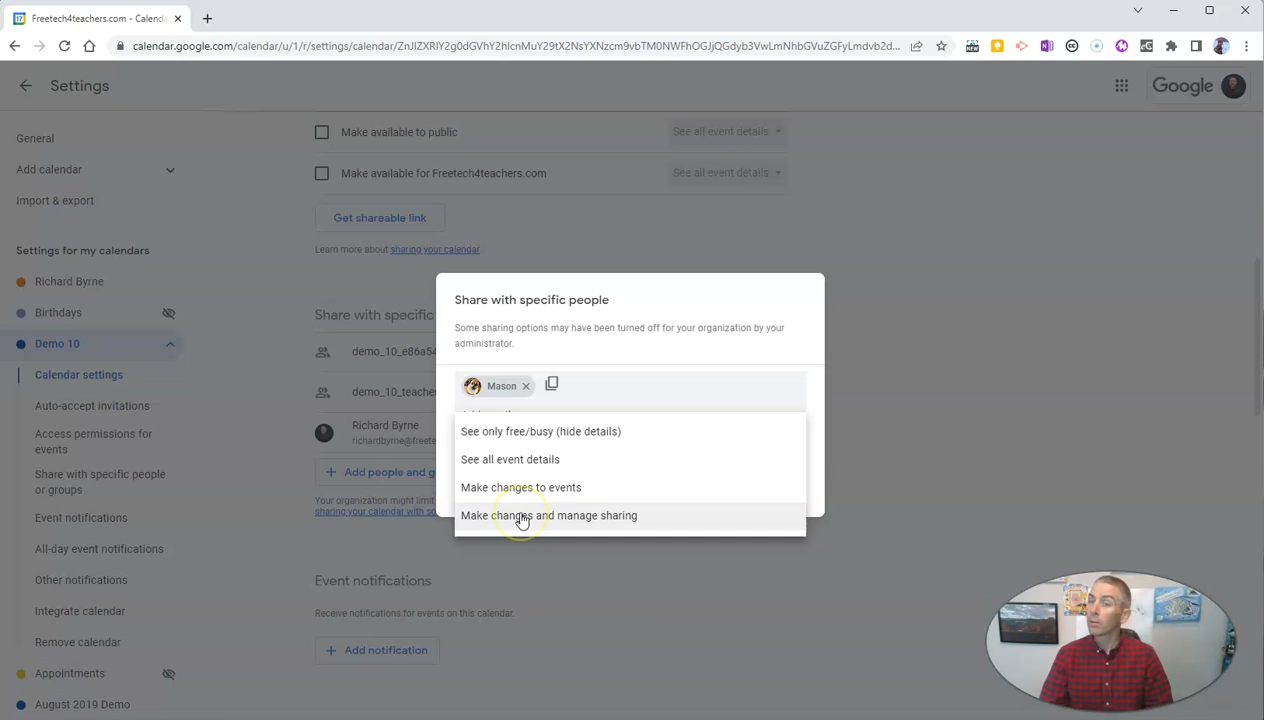 Freetech4teachers.com - Calenda
calendar.google.com/calendar/u/1/r/settings/calendar/
Settings
Google
General
Add calendar
Import & export
Settings for my calendars
Richard Byrne
Birthdays
Demo 10
Calendar settings
Auto-accept invitations
Access permissions for
events
Share with specific people
or groups
Event notifications
All-day event notifications
Other notifications
Integrate calendar
Remove calendar
Appointments
August 2019 Demo
Make available to public
See all event details
Make available for Freetech4teachers.com
See all event details
Get shareable link
Learn more about sharing your calendar
Share with specific
demo_10_e86a54
demo_10_teache
Richard Byrne
richardbyrne@freete
+ Add people and g
Your organization might limit
sharing your calendar with so
Event notifications
Receive notifications for events on this calendar.
+ Add notification
Share with specific people
Some sharing options may have been turned off for your organization by your
administrator.
Mason
See only free/busy (hide details)
See all event details
Make changes to events
Make changes and manage sharing